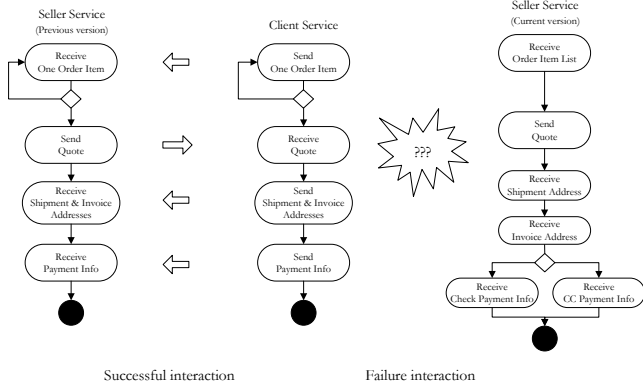 Seller Service
(Previous version)
Receive
One Order Item
Send
Quote
Receive
Shipment & Invoice
Addresses
Receive
Payment Info
Client Service
Send
One Order Item
Receive
Quote
Send
Shipment & Invoice
Addresses
Send
Payment Info
???
Seller Service
(Current version)
Receive
Order Item List
Send
Quote
Receive
Shipment Address
Receive
Invoice Address
Receive
Check Payment Info
Receive
CC Payment Info
Successful interaction
Failure interaction